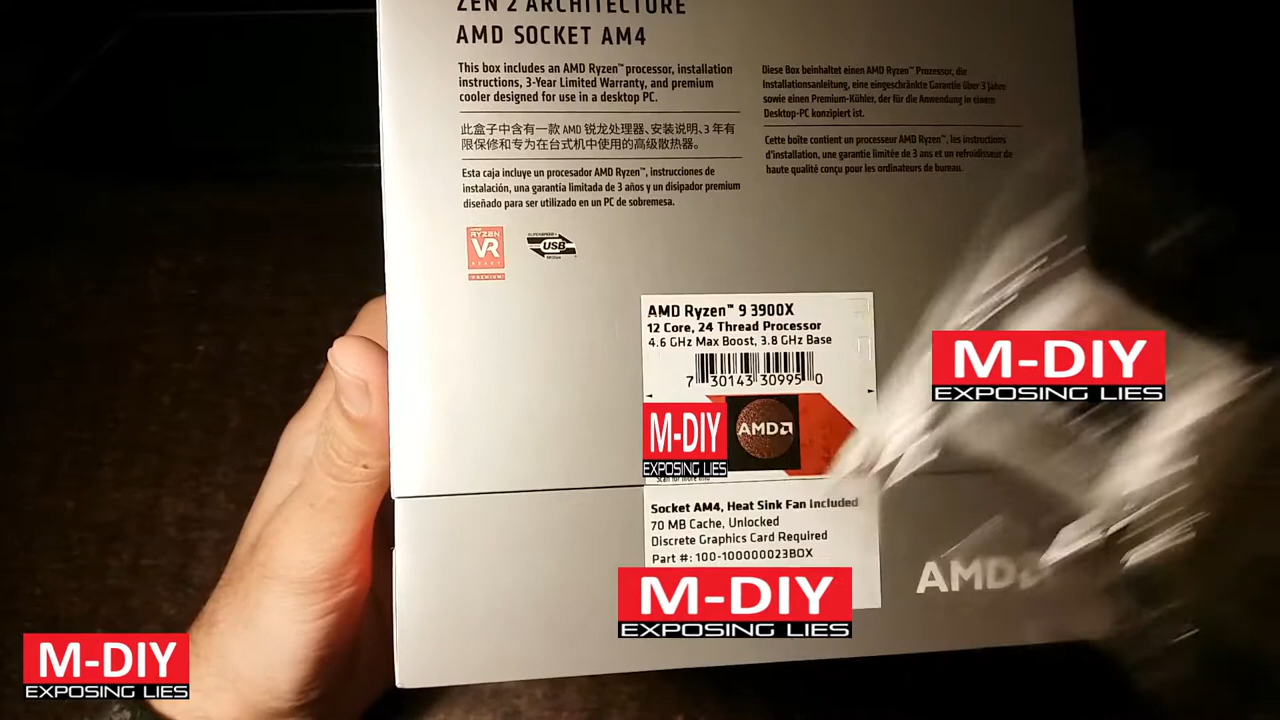 ZEN 2 ARCHITECTURE
AMD SOCKET AM4
This box includes an AMD Ryzen™ processor, installation
instructions, 3-Year Limited Warranty, and premium
cooler designed for use in a desktop PC.
此盒子中含有一款 AMD 锐龙处理器、安装说明、3 年有
限保修和专为在台式机中使用的高级散热器。
Esta caja incluye un procesador AMD Ryzen™, instrucciones de
instalación, una garantía limitada de 3 años y un disipador premium
diseñado para ser utilizado en un PC de sobremesa.
Diese Box beinhaltet einen AMD Ryzen™ Prozessor, die
Installationsanleitung, eine eingeschränkte Garantie über 3 Jahre
sowie einen Premium-Kühler, der für die Anwendung in einem
Desktop-PC konzipiert ist.
Cette boîte contient un processeur AMD Ryzen™, les instructions
d'installation, une garantie limitée de 3 ans et un refroidisseur de
haute qualité conçu pour les ordinateurs de bureau.
RYZEN
VR
READY
PREMIUM
USB
AMD Ryzen™ 9 3900X
12 Core, 24 Thread Processor
4.6 GHz Max Boost, 3.8 GHz Base
7 30143 30995 0
M-DIY
EXPOSING LIES
AMD
Scan for more info
Socket AM4, Heat Sink Fan Included
70 MB Cache, Unlocked
Discrete Graphics Card Required
Part #: 100-100000023BOX
M-DIY
EXPOSING LIES
AMD
M-DIY
EXPOSING LIES
M-DIY
EXPOSING LIES